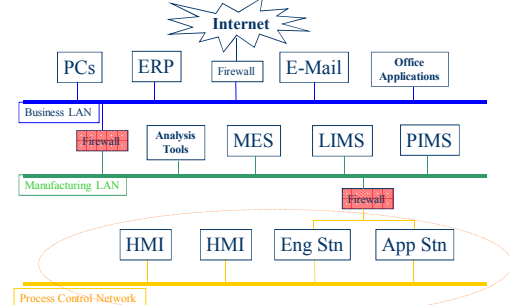 Internet
PCs
ERP
Firewall
E-Mail
Office
Applications
Business LAN
Firewall
Analysis
Tools
MES
LIMS
PIMS
Manufacturing LAN
Firewall
HMI
HMI
Eng Stn
App Stn
Process Control Network